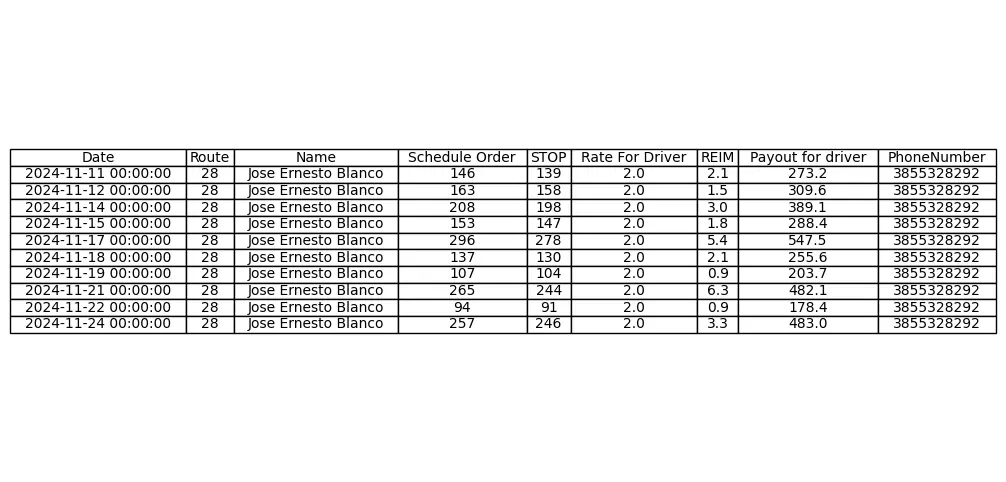 Date Route Name Schedule Order STOP Rate For Driver REIM Payout for driver PhoneNumber
2024-11-11 00:00:00 28 Jose Ernesto Blanco 146 139 2.0 2.1 273.2 3855328292
2024-11-12 00:00:00 28 Jose Ernesto Blanco 163 158 2.0 1.5 309.6 3855328292
2024-11-14 00:00:00 28 Jose Ernesto Blanco 208 198 2.0 3.0 389.1 3855328292
2024-11-15 00:00:00 28 Jose Ernesto Blanco 153 147 2.0 1.8 288.4 3855328292
2024-11-17 00:00:00 28 Jose Ernesto Blanco 296 278 2.0 5.4 547.5 3855328292
2024-11-18 00:00:00 28 Jose Ernesto Blanco 137 130 2.0 2.1 255.6 3855328292
2024-11-19 00:00:00 28 Jose Ernesto Blanco 107 104 2.0 0.9 203.7 3855328292
2024-11-21 00:00:00 28 Jose Ernesto Blanco 265 244 2.0 6.3 482.1 3855328292
2024-11-22 00:00:00 28 Jose Ernesto Blanco 94 91 2.0 0.9 178.4 3855328292
2024-11-24 00:00:00 28 Jose Ernesto Blanco 257 246 2.0 3.3 483.0 3855328292